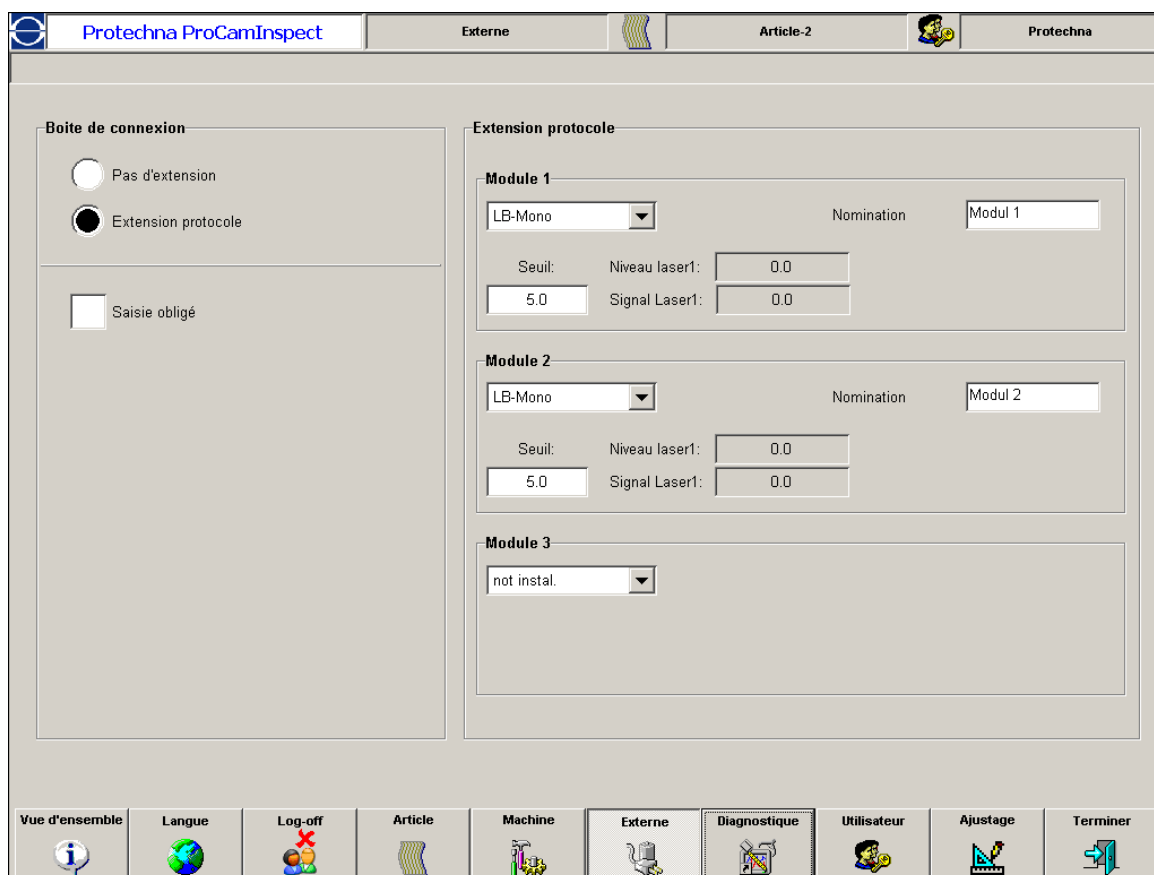 Protechna ProCamInspect
Externe
Article-2
Protechna
Boite de connexion
Pas d'extension
Extension protocole
Saisie obligé
Extension protocole
Module 1
LB-Mono
Nomination
Modul 1
Seuil:
Niveau laser1:
0.0
5.0
Signal Laser1:
0.0
Module 2
LB-Mono
Nomination
Modul 2
Seuil:
Niveau laser1:
0.0
5.0
Signal Laser1:
0.0
Module 3
not instal.
Vue d'ensemble
Langue
Log-off
Article
Machine
Externe
Diagnostique
Utilisateur
Ajustage
Terminer